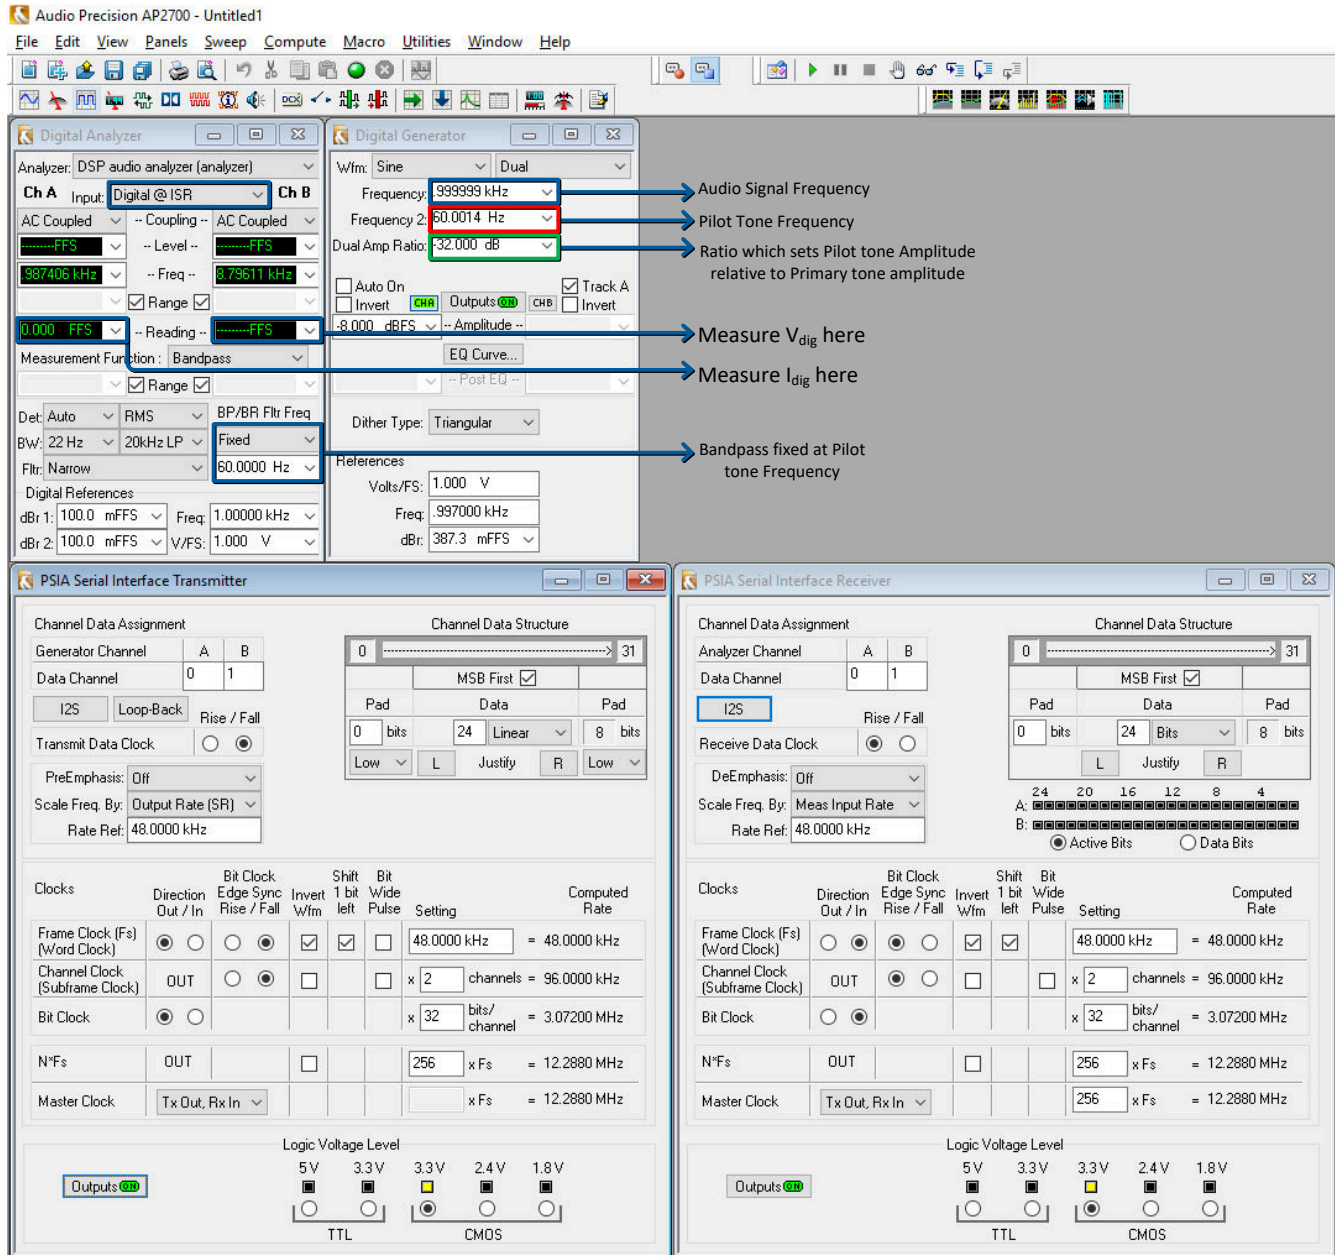 Audio Precision AP2700 - Untitled1
File Edit View Panels Sweep Compute Macro Utilities Window Help
Digital Analyzer
Analyzer: DSP audio analyzer (analyzer)
Ch A Input: Digital @ ISR Ch B
AC Coupled -- Coupling -- AC Coupled
--------FFS -- Level -- --------FFS
.987406 kHz -- Freq -- 8.79611 kHz
Range
0.000 FFS -- Reading -- --------FFS
Measurement Function : Bandpass
Range
Det: Auto RMS BP/BR Fltr Freq
BW: 22 Hz 20kHz LP Fixed
Fltr: Narrow 60.0000 Hz
Digital References
dBr 1: 100.0 mFFS Freq: 1.00000 kHz
dBr 2: 100.0 mFFS V/FS: 1.000 V
Digital Generator
Wfm: Sine Dual
Frequency: .999999 kHz
Frequency 2: 60.0014 Hz
Dual Amp Ratio: -32.000 dB
Auto On Track A
Invert CHA Outputs ON CHB Invert
-8.000 dBFS -- Amplitude --
EQ Curve...
-- Post EQ --
Dither Type: Triangular
References
Volts/FS: 1.000 V
Freq: .997000 kHz
dBr: 387.3 mFFS
Audio Signal Frequency
Pilot Tone Frequency
Ratio which sets Pilot tone Amplitude
relative to Primary tone amplitude
Measure Vdig here
Measure Idig here
Bandpass fixed at Pilot
tone Frequency
PSIA Serial Interface Transmitter
Channel Data Assignment Channel Data Structure
Generator Channel A B 0 31
Data Channel 0 1 MSB First
I2S Loop-Back Rise / Fall Pad Data Pad
0 bits 24 Linear 8 bits
Transmit Data Clock Low L Justify R Low
PreEmphasis: Off
Scale Freq. By: Output Rate (SR)
Rate Ref: 48.0000 kHz
Clocks Direction Out / In Bit Clock Edge Sync Rise / Fall Invert Wfm Shift 1 bit left Bit Wide Pulse Setting Computed Rate
Frame Clock (Fs) (Word Clock) 48.0000 kHz = 48.0000 kHz
Channel Clock (Subframe Clock) OUT x 2 channels = 96.0000 kHz
Bit Clock x 32 bits/ channel = 3.07200 MHz
N*Fs OUT 256 x Fs = 12.2880 MHz
Master Clock Tx Out, Rx In x Fs = 12.2880 MHz
Logic Voltage Level
5 V 3.3 V 3.3 V 2.4 V 1.8 V
Outputs ON
TTL CMOS
PSIA Serial Interface Receiver
Channel Data Assignment Channel Data Structure
Analyzer Channel A B 0 31
Data Channel 0 1 MSB First
I2S Rise / Fall Pad Data Pad
0 bits 24 Bits 8 bits
Receive Data Clock L Justify R
DeEmphasis: Off
24 20 16 12 8 4
Scale Freq. By: Meas Input Rate A:
Rate Ref: 48.0000 kHz B:
Active Bits Data Bits
Clocks Direction Out / In Bit Clock Edge Sync Rise / Fall Invert Wfm Shift 1 bit left Bit Wide Pulse Setting Computed Rate
Frame Clock (Fs) (Word Clock) 48.0000 kHz = 48.0000 kHz
Channel Clock (Subframe Clock) OUT x 2 channels = 96.0000 kHz
Bit Clock x 32 bits/ channel = 3.07200 MHz
N*Fs OUT 256 x Fs = 12.2880 MHz
Master Clock Tx Out, Rx In 256 x Fs = 12.2880 MHz
Logic Voltage Level
5 V 3.3 V 3.3 V 2.4 V 1.8 V
Outputs ON
TTL CMOS